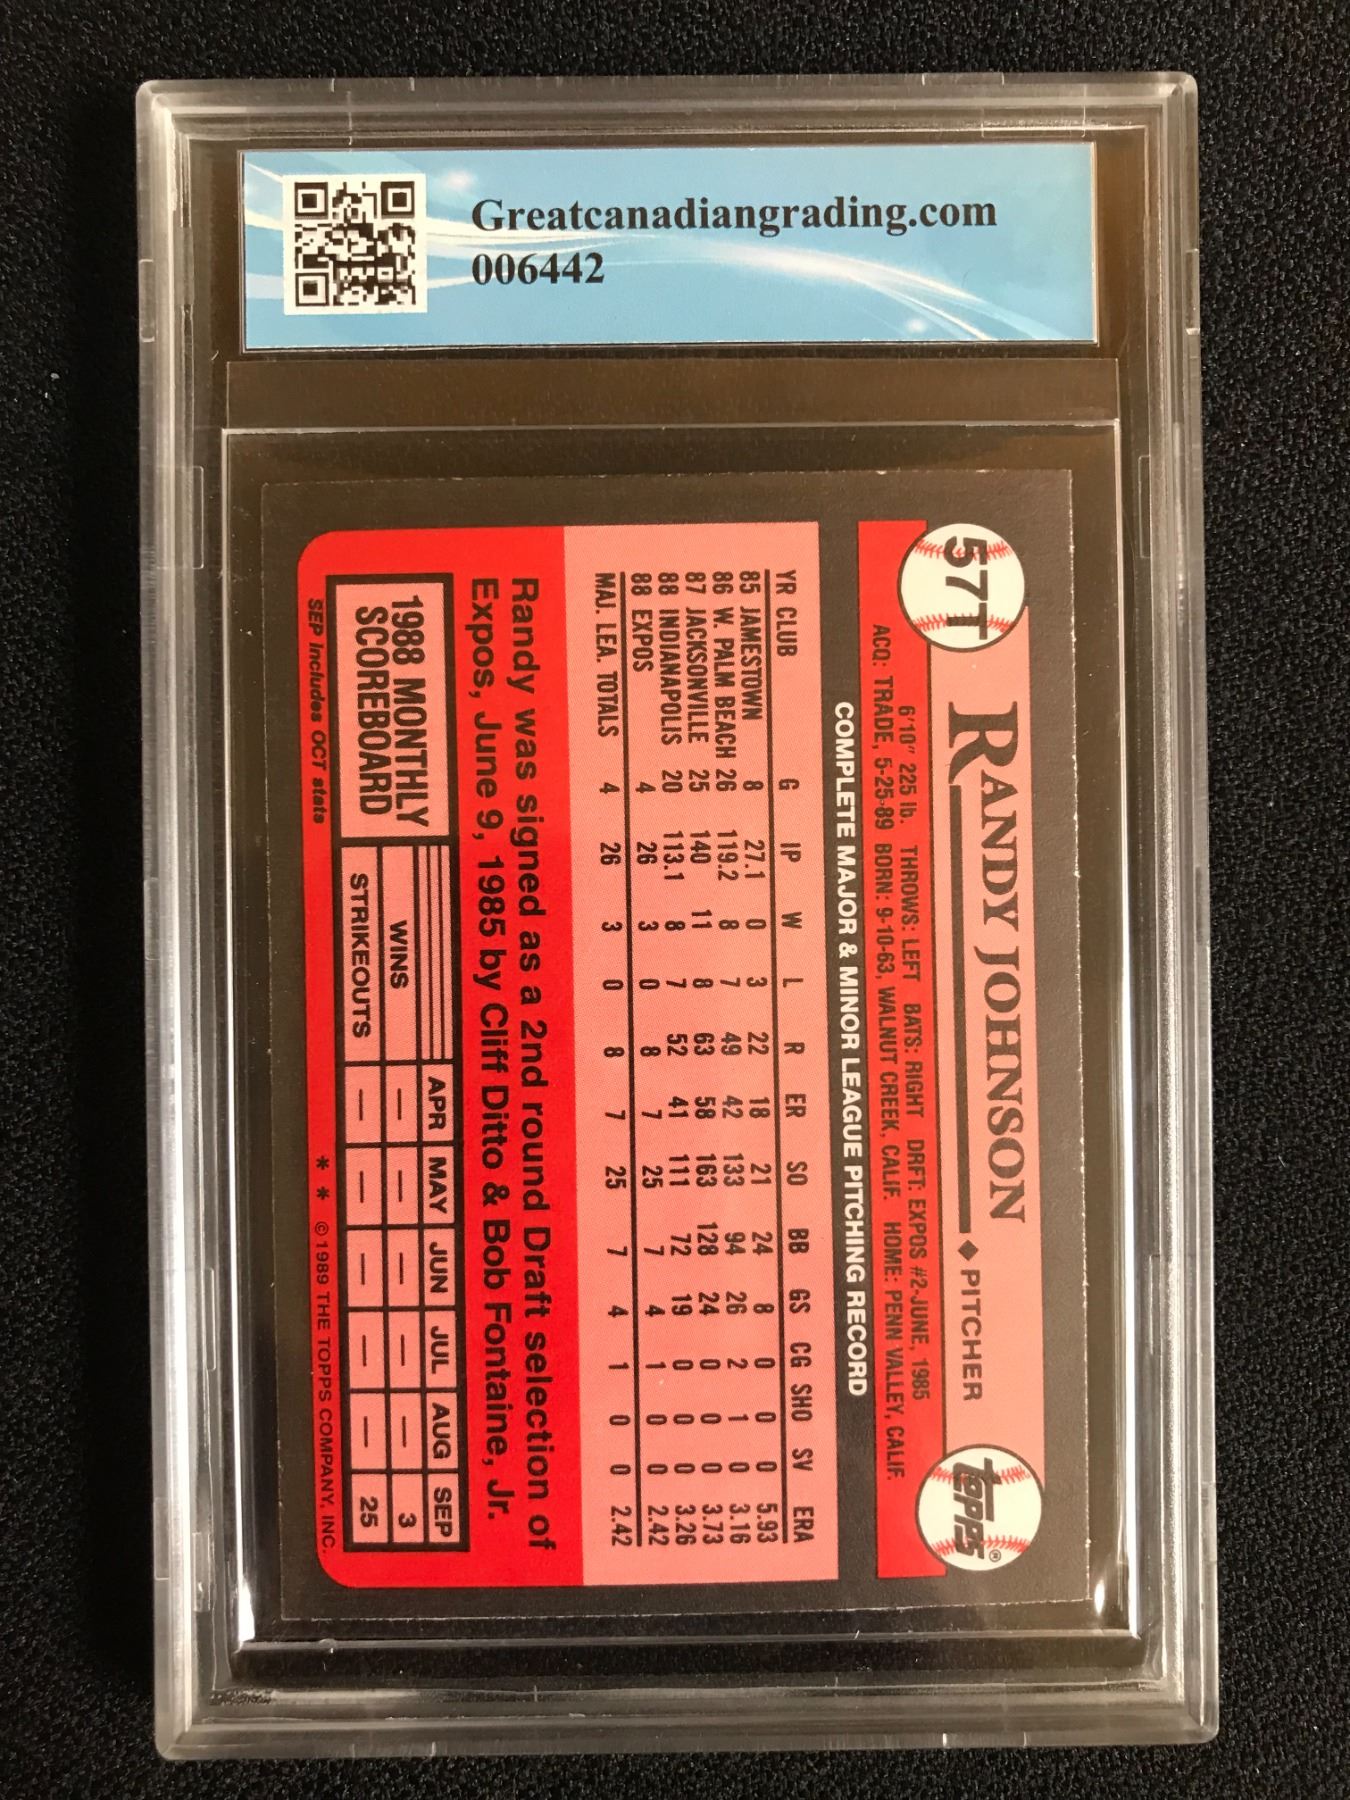 Greatcanadiangrading.com
006442
57T
RANDY JOHNSON ◆ PITCHER
topps®
6'10" 225 lb. THROWS: LEFT BATS: RIGHT DRFT: EXPOS #2-JUNE, 1985
ACQ: TRADE, 5-25-89 BORN: 9-10-63, WALNUT CREEK, CALIF. HOME: PENN VALLEY, CALIF.
COMPLETE MAJOR & MINOR LEAGUE PITCHING RECORD
YR CLUB G IP W L R ER SO BB GS CG SHO SV ERA
85 JAMESTOWN 8 27.1 0 3 22 18 21 24 8 0 0 0 5.93
86 W. PALM BEACH 26 119.2 8 7 49 42 133 94 26 2 1 0 3.16
87 JACKSONVILLE 25 140 11 8 63 58 163 128 24 0 0 0 3.73
88 INDIANAPOLIS 20 113.1 8 7 52 41 111 72 19 0 0 0 3.26
88 EXPOS 4 26 3 0 8 7 25 7 4 1 0 0 2.42
MAJ. LEA. TOTALS 4 26 3 0 8 7 25 7 4 1 0 0 2.42
Randy was signed as a 2nd round Draft selection of
Expos, June 9, 1985 by Cliff Ditto & Bob Fontaine, Jr.
1988 MONTHLY
SCOREBOARD
APR MAY JUN JUL AUG SEP
WINS — — — — — 3
STRIKEOUTS — — — — — 25
SEP Includes OCT stats
* * © 1989 THE TOPPS COMPANY, INC.